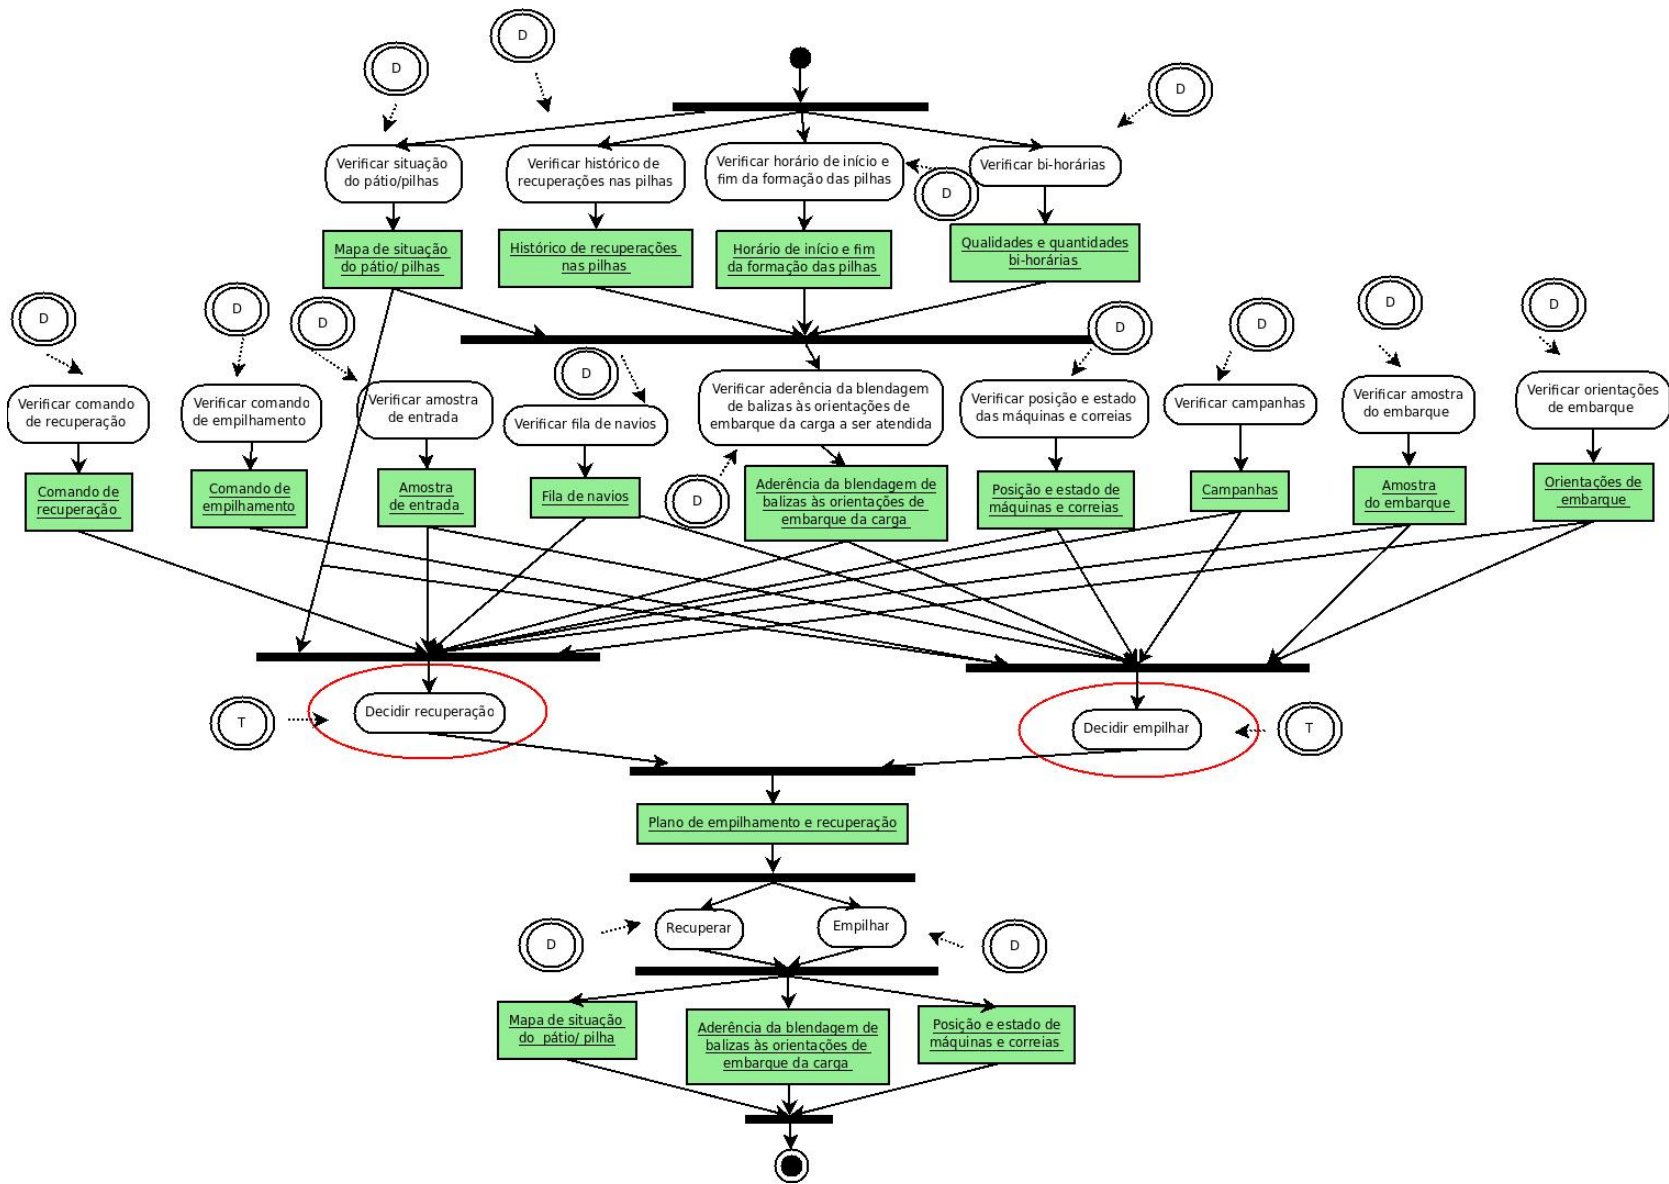 D
D
D
Verificar situação
do pátio/pilhas
Verificar histórico de
recuperações nas pilhas
Verificar horário de início e
fim da formação das pilhas
Verificar bi-horárias
D
Mapa de situação
do pátio/ pilhas
Histórico de recuperações
nas pilhas
Horário de início e fim
da formação das pilhas
Qualidades e quantidades
bi-horárias
D
D
D
D
D
D
D
D
Verificar comando
de recuperação
Verificar comando
de empilhamento
Verificar amostra
de entrada
Verificar fila de navios
Verificar aderência da blendagem
de balizas às orientações de
embarque da carga a ser atendida
Verificar posição e estado
das máquinas e correias
Verificar campanhas
Verificar amostra
do embarque
Verificar orientações
de embarque
D
Comando de
recuperação
Comando de
empilhamento
Amostra
de entrada
Fila de navios
Aderência da blendagem de
balizas às orientações de
embarque da carga
Posição e estado de
máquinas e correias
Campanhas
Amostra
do embarque
Orientações de
embarque
T
Decidir recuperação
Decidir empilhar
T
Plano de empilhamento e recuperação
D
Recuperar
Empilhar
D
Mapa de situação
do pátio/ pilha
Aderência da blendagem de
balizas às orientações de
embarque da carga
Posição e estado de
máquinas e correias